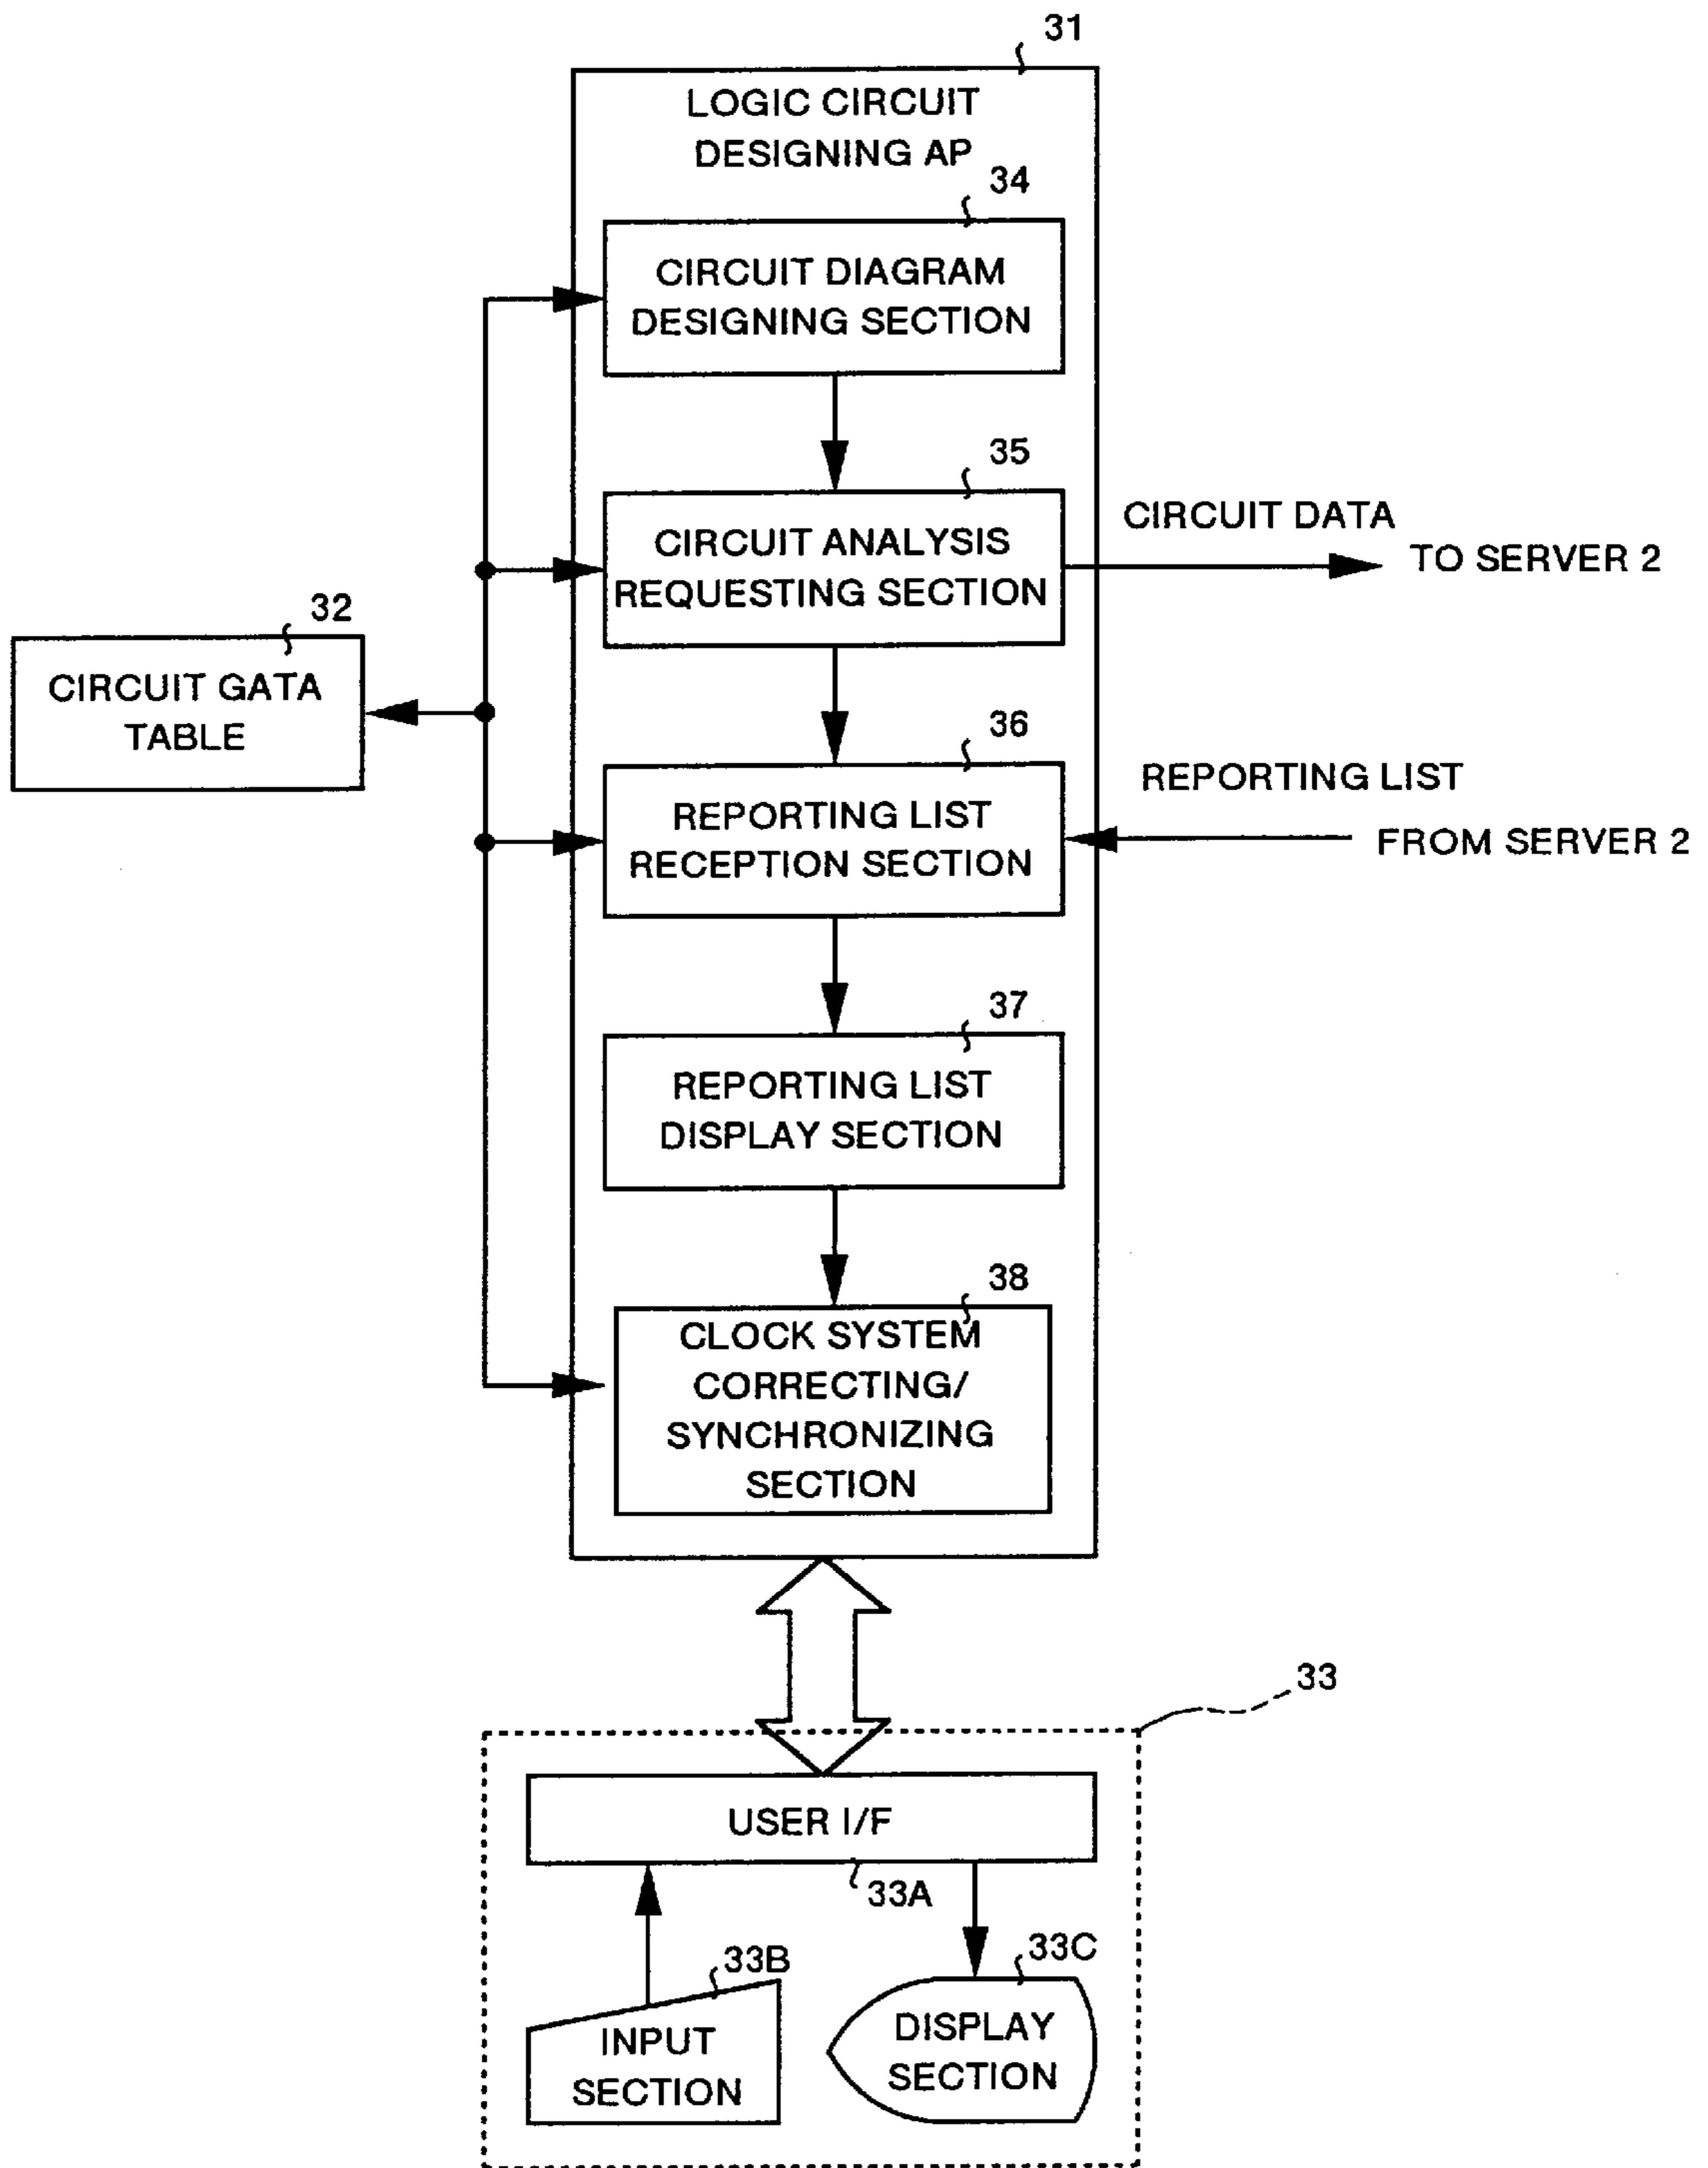 31
LOGIC CIRCUIT
DESIGNING AP
34
CIRCUIT DIAGRAM
DESIGNING SECTION
35
CIRCUIT ANALYSIS
REQUESTING SECTION
CIRCUIT DATA
TO SERVER 2
32
CIRCUIT GATA
TABLE
36
REPORTING LIST
RECEPTION SECTION
REPORTING LIST
FROM SERVER 2
37
REPORTING LIST
DISPLAY SECTION
38
CLOCK SYSTEM
CORRECTING/
SYNCHRONIZING
SECTION
33
USER I/F
33A
33B
INPUT
SECTION
33C
DISPLAY
SECTION